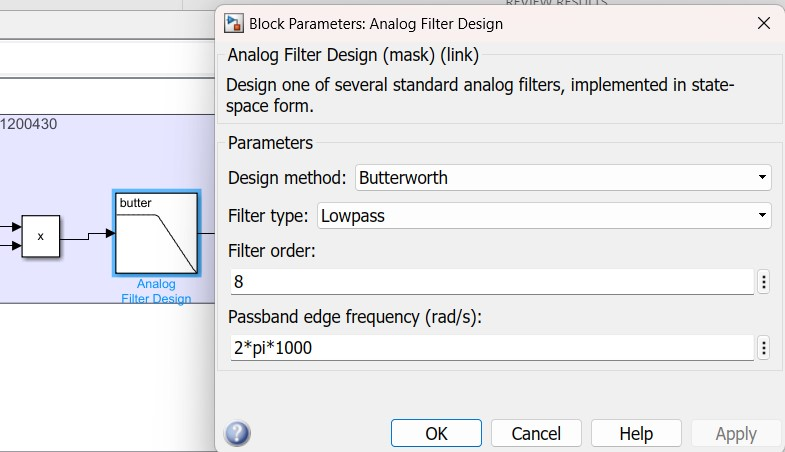 Block Parameters: Analog Filter Design
Analog Filter Design (mask) (link)
Design one of several standard analog filters, implemented in state-
space form.
1200430
Parameters
Design method: Butterworth
butter
Filter type: Lowpass
x
Filter order:
8
Analog
Filter Design
Passband edge frequency (rad/s):
2*pi*1000
OK
Cancel
Help
Apply